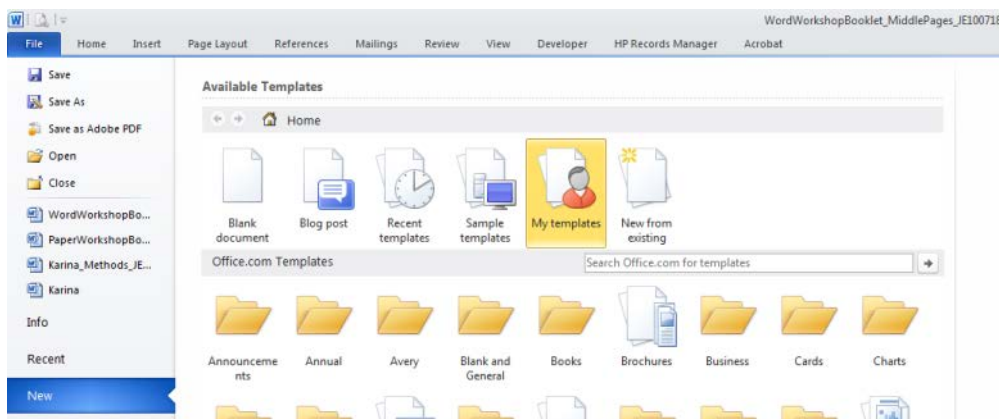 W
WordWorkshopBooklet_MiddlePages_JE10071
File Home Insert Page Layout References Mailings Review View Developer HP Records Manager Acrobat
Save
Save As
Save as Adobe PDF
Open
Close
WordWorkshopBo...
PaperWorkshopBo...
Karina_Methods_JE...
Karina
Info
Recent
New
Available Templates
Home
Blank
document
Blog post
Recent
templates
Sample
templates
My templates
New from
existing
Office.com Templates
Search Office.com for templates
Announceme
nts
Annual
Avery
Blank and
General
Books
Brochures
Business
Cards
Charts